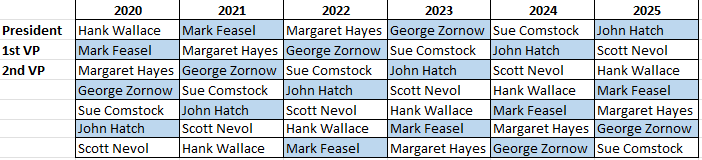 2020 2021 2022 2023 2024 2025
President Hank Wallace Mark Feasel Margaret Hayes George Zornow Sue Comstock John Hatch
1st VP Mark Feasel Margaret Hayes George Zornow Sue Comstock John Hatch Scott Nevol
2nd VP Margaret Hayes George Zornow Sue Comstock John Hatch Scott Nevol Hank Wallace
George Zornow Sue Comstock John Hatch Scott Nevol Hank Wallace Mark Feasel
Sue Comstock John Hatch Scott Nevol Hank Wallace Mark Feasel Margaret Hayes
John Hatch Scott Nevol Hank Wallace Mark Feasel Margaret Hayes George Zornow
Scott Nevol Hank Wallace Mark Feasel Margaret Hayes George Zornow Sue Comstock